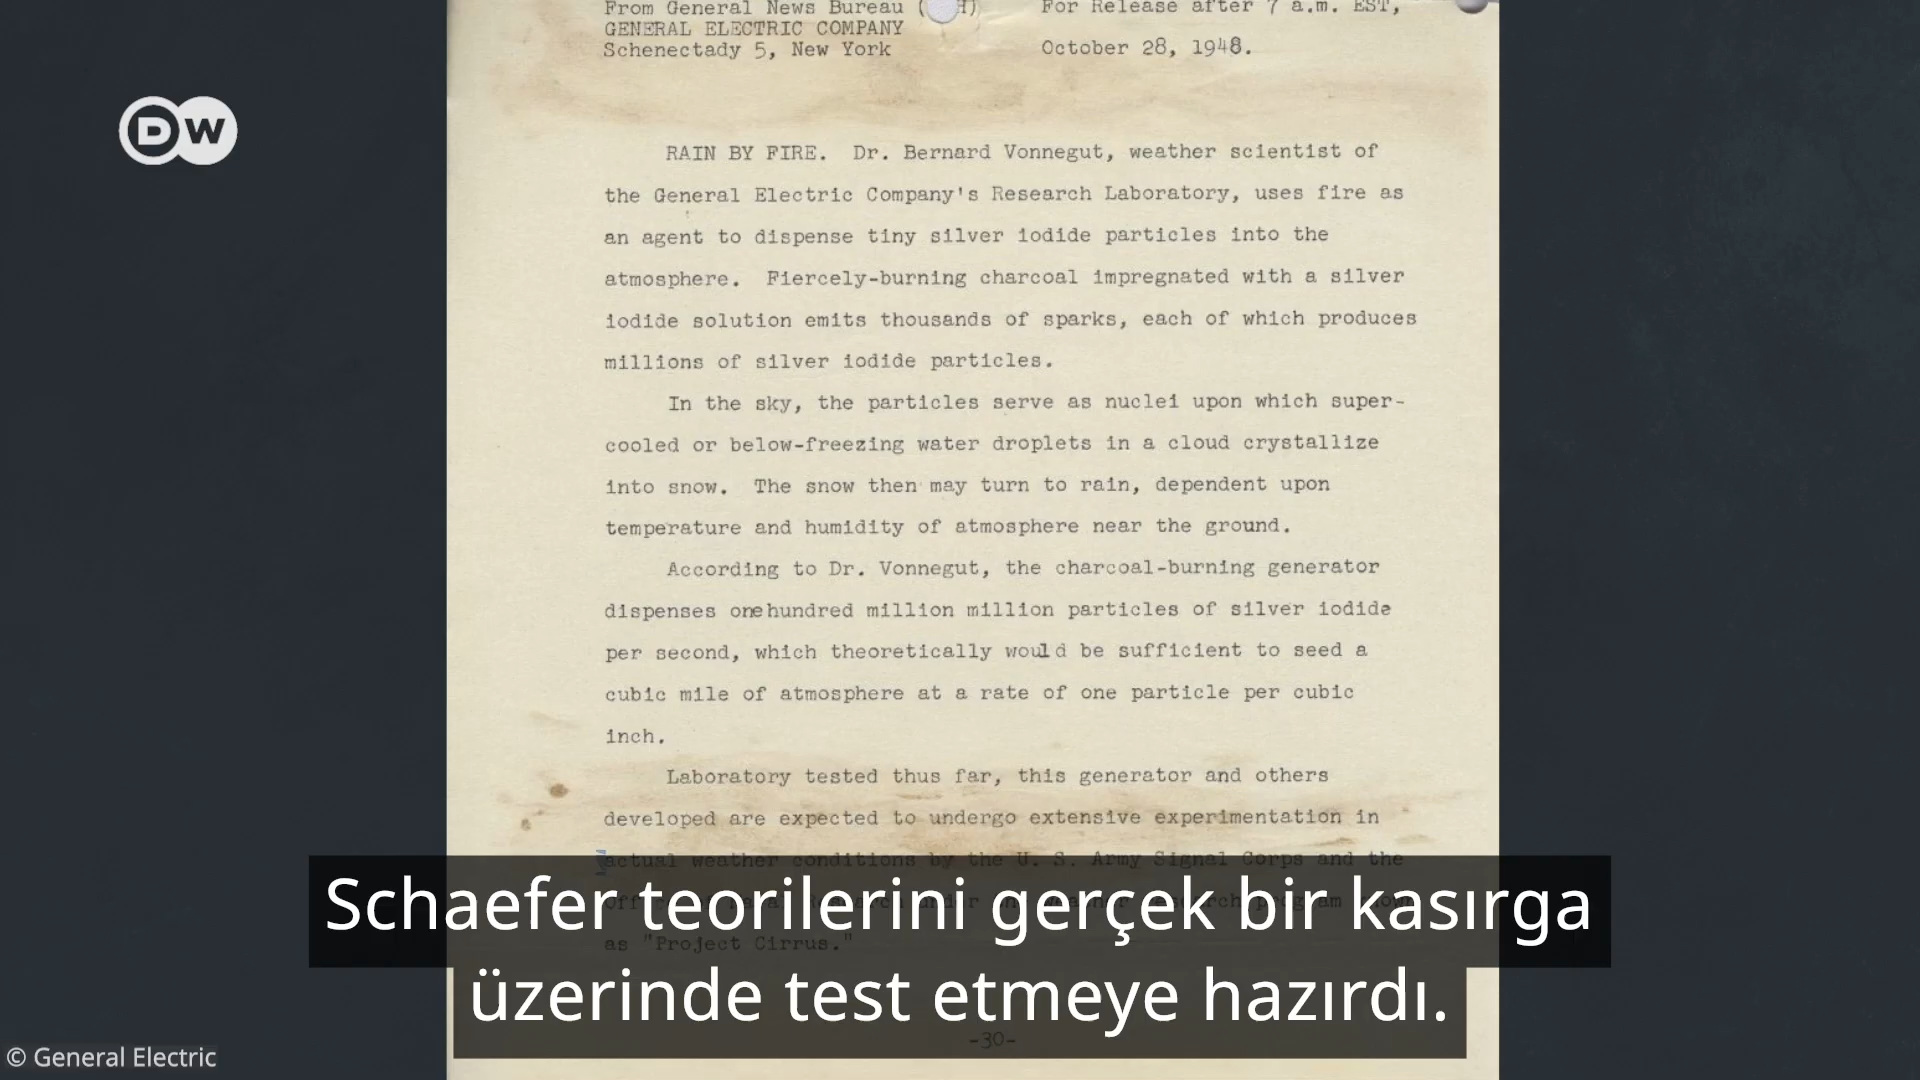 From General News Bureau (
For Release after 7 a.m. EST,
GENERAL ELECTRIC COMPANY
Schenectady 5, New York
October 28, 1948.
DW
RAIN BY FIRE. Dr. Bernard Vonnegut, weather scientist of
the General Electric Company's Research Laboratory, uses fire as
an agent to dispense tiny silver iodide particles into the
atmosphere. Fiercely-burning charcoal impregnated with a silver
iodide solution emits thousands of sparks, each of which produces
millions of silver iodide particles.
In the sky, the particles serve as nuclei upon which super-
cooled or below-freezing water droplets in a cloud crystallize
into snow. The snow then may turn to rain, dependent upon
temperature and humidity of atmosphere near the ground.
According to Dr. Vonnegut, the charcoal-burning generator
dispenses onehundred million million particles of silver iodide
per second, which theoretically would be sufficient to seed a
cubic mile of atmosphere at a rate of one particle per cubic
inch.
Laboratory tested thus far, this generator and others
developed are expected to undergo extensive experimentation in
actual weather conditions by the U. S. Army Signal Corps and the
as "Project Cirrus."
Schaefer teorilerini gerçek bir kasırga
üzerinde test etmeye hazırdı.
-30-
© General Electric